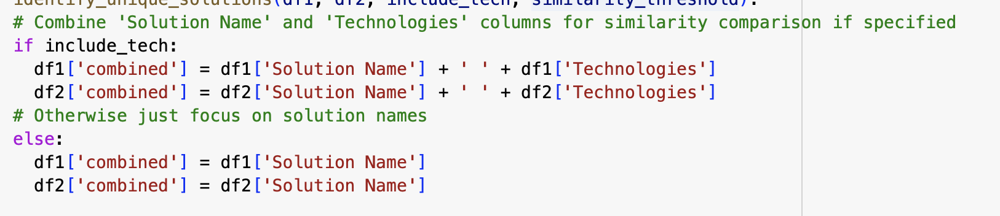 identify_unique_solutions(df1, df2, include_tech, similarity_threshold):
# Combine 'Solution Name' and 'Technologies' columns for similarity comparison if specified
if include_tech:
  df1['combined'] = df1['Solution Name'] + ' ' + df1['Technologies']
  df2['combined'] = df2['Solution Name'] + ' ' + df2['Technologies']
# Otherwise just focus on solution names
else:
  df1['combined'] = df1['Solution Name']
  df2['combined'] = df2['Solution Name']